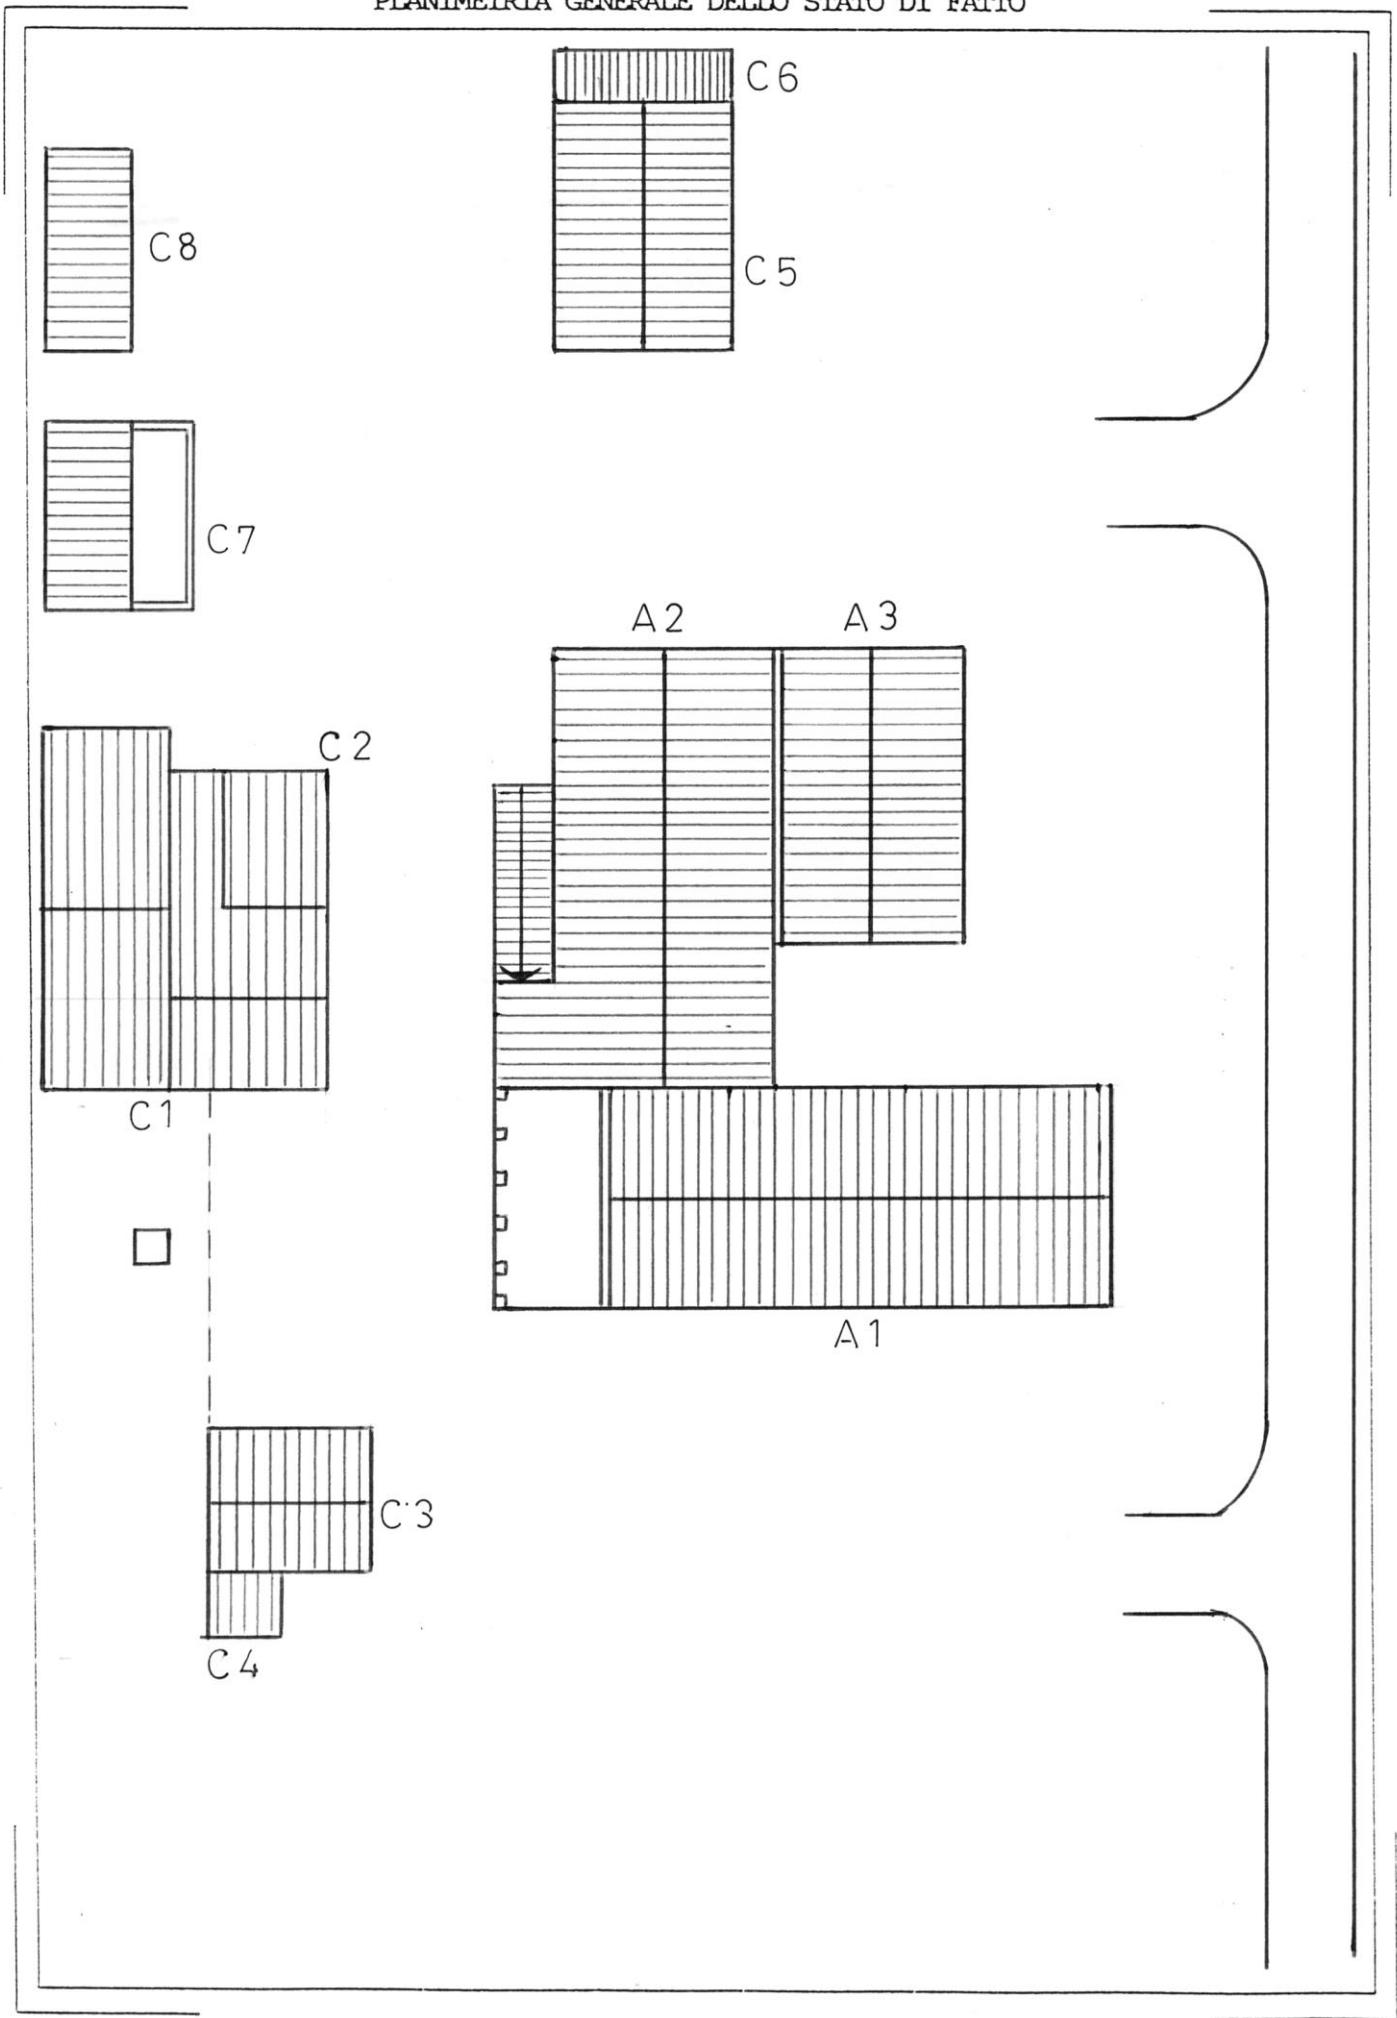 PLANIMETRIA GENERALE DELLO STATO DI FATTO
C6
C8
C5
C7
A2
A3
C2
C1
A1
C3
C4